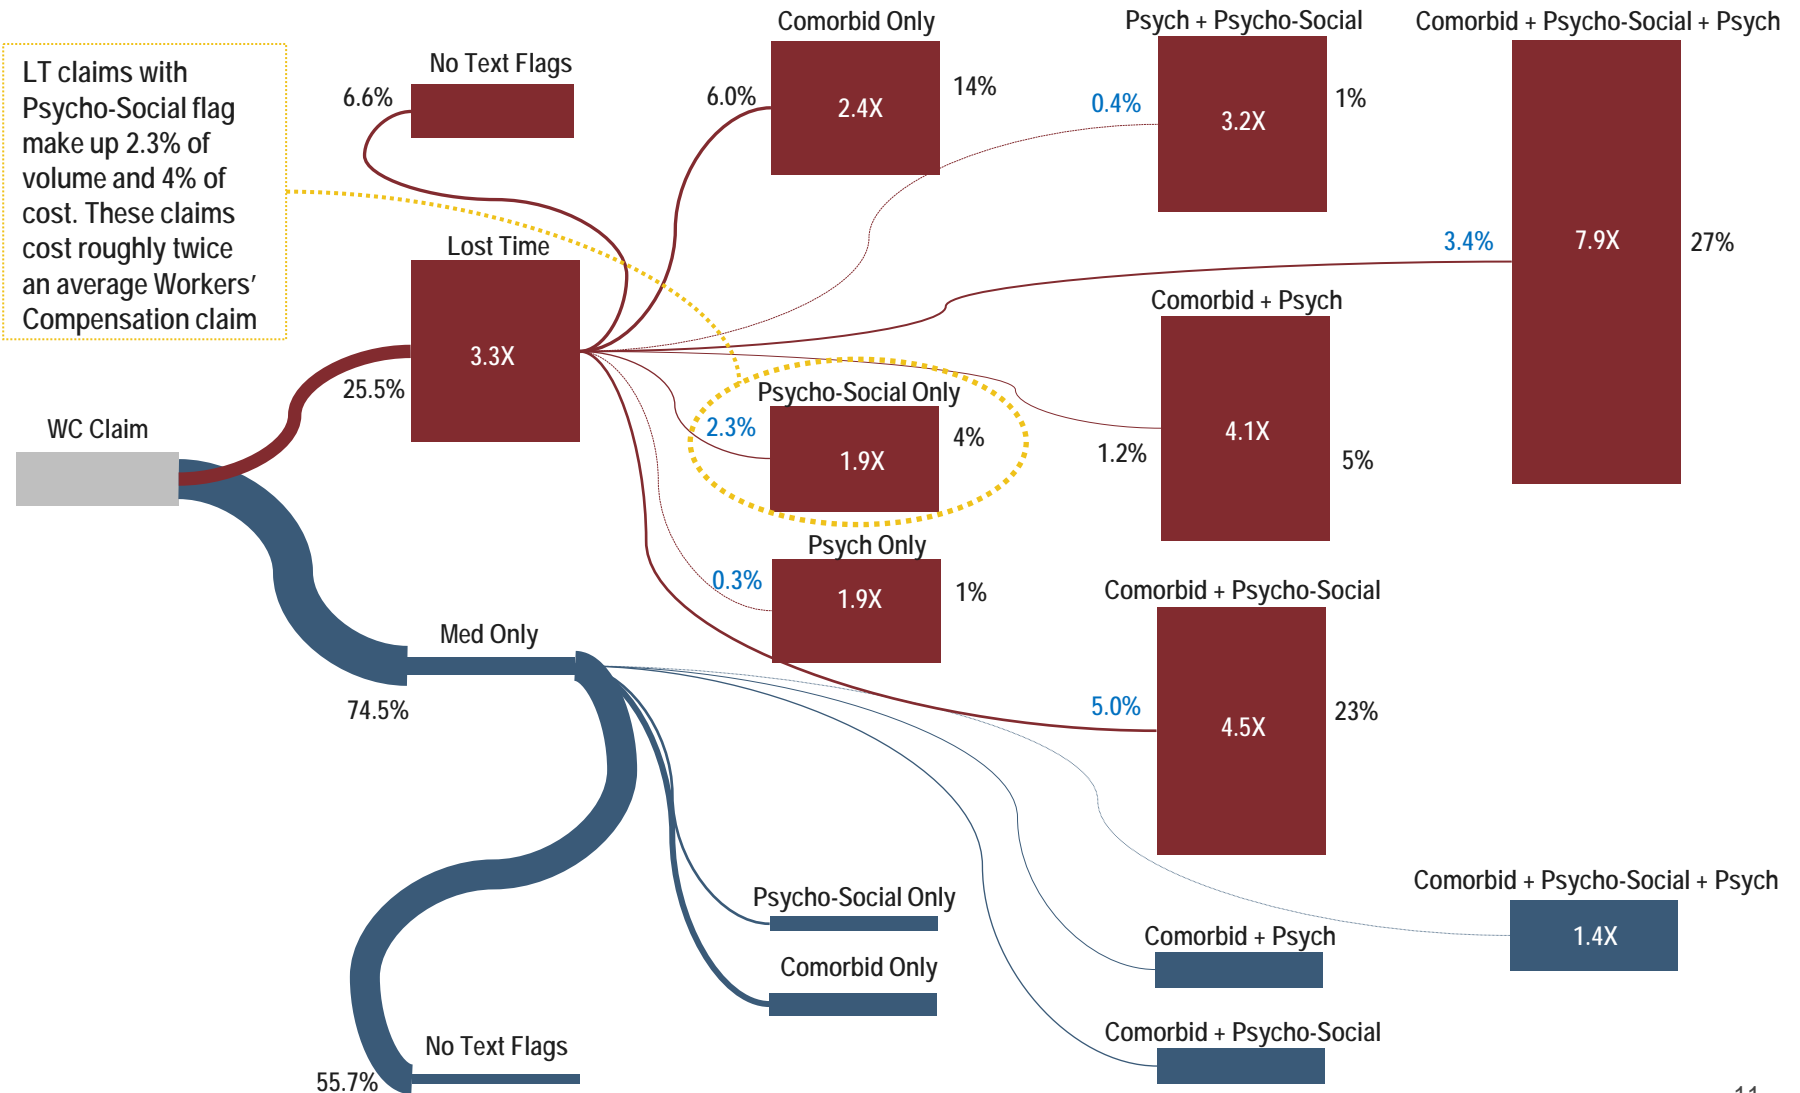 LT claims with
Psycho-Social flag
make up 2.3% of
volume and 4% of
cost. These claims
cost roughly twice
an average Workers’
Compensation claim
WC Claim
No Text Flags
6.6%
Lost Time
3.3X
25.5%
Comorbid Only
6.0%
2.4X
14%
Psych + Psycho-Social
0.4%
3.2X
1%
Comorbid + Psycho-Social + Psych
3.4%
7.9X
27%
Comorbid + Psych
1.2%
4.1X
5%
Psycho-Social Only
2.3%
1.9X
4%
Psych Only
0.3%
1.9X
1%
Comorbid + Psycho-Social
5.0%
4.5X
23%
Med Only
74.5%
Psycho-Social Only
Comorbid Only
No Text Flags
55.7%
Comorbid + Psych
Comorbid + Psycho-Social
Comorbid + Psycho-Social + Psych
1.4X